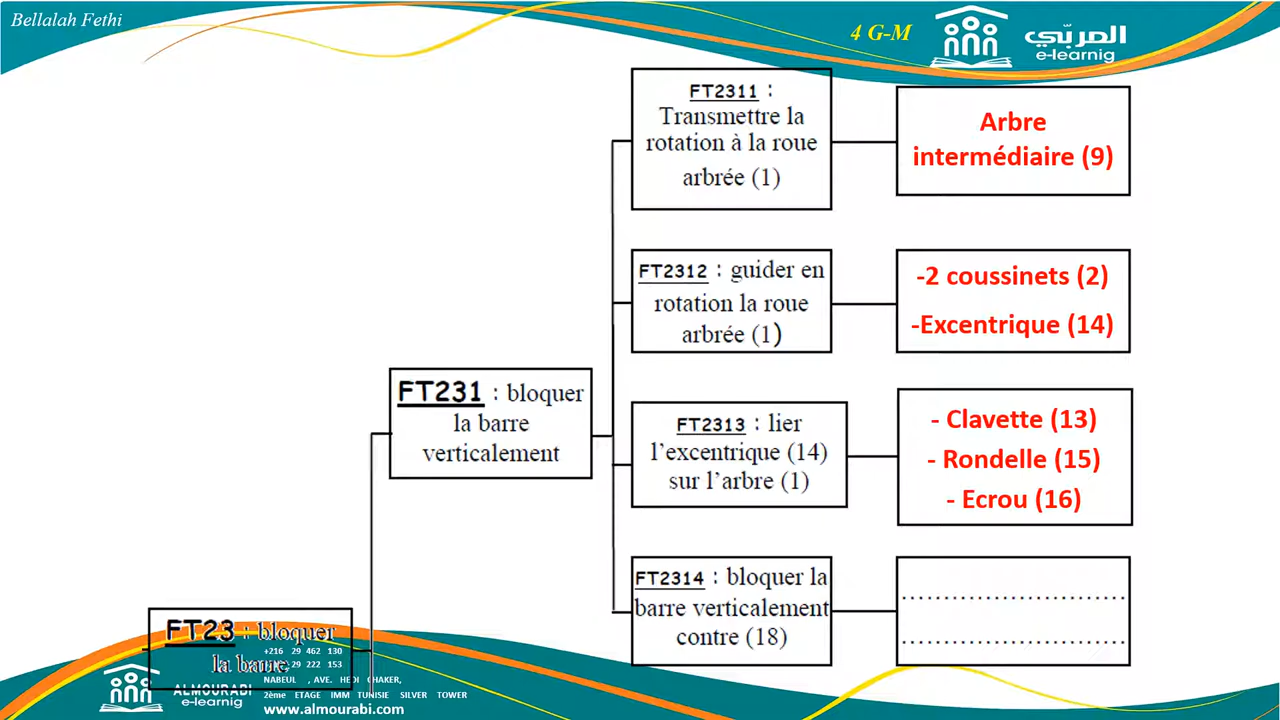 Bellalah Fethi
4 G-M
المربّي
e-learnig
FT2311 :
Transmettre la
rotation à la roue
arbrée (1)
Arbre
intermédiaire (9)
FT2312 : guider en
rotation la roue
arbrée (1)
-2 coussinets (2)
-Excentrique (14)
FT231 : bloquer
la barre
verticalement
FT2313 : lier
l’excentrique (14)
sur l’arbre (1)
- Clavette (13)
- Rondelle (15)
- Ecrou (16)
FT2314 : bloquer la
barre verticalement
contre (18)
FT23 : bloquer
la barre
+216 29 462 130
29 222 153
NABEUL , AVE. HEDI CHAKER,
2ème ETAGE IMM TUNISIE SILVER TOWER
www.almourabi.com
ALMOURABI
e-learnig